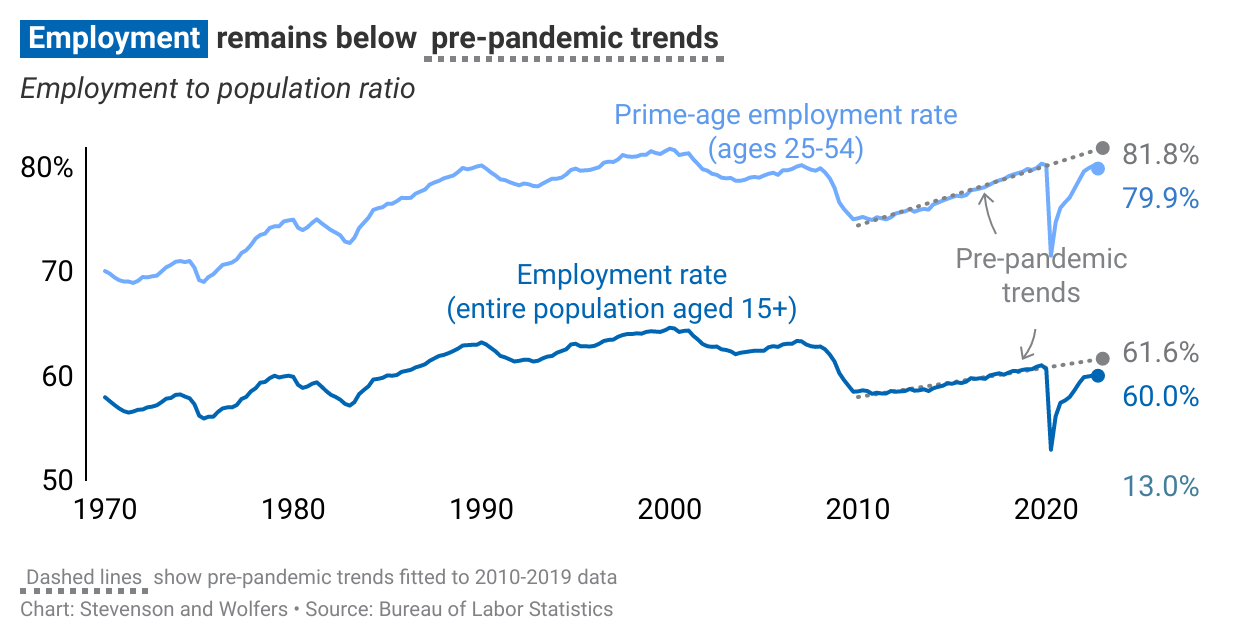 Employment remains below pre-pandemic trends
Employment to population ratio
Prime-age employment rate
(ages 25-54)
80%
81.8%
79.9%
70
Pre-pandemic
trends
Employment rate
(entire population aged 15+)
61.6%
60
60.0%
50
13.0%
1970
1980
1990
2000
2010
2020
Dashed lines show pre-pandemic trends fitted to 2010-2019 data
Chart: Stevenson and Wolfers • Source: Bureau of Labor Statistics